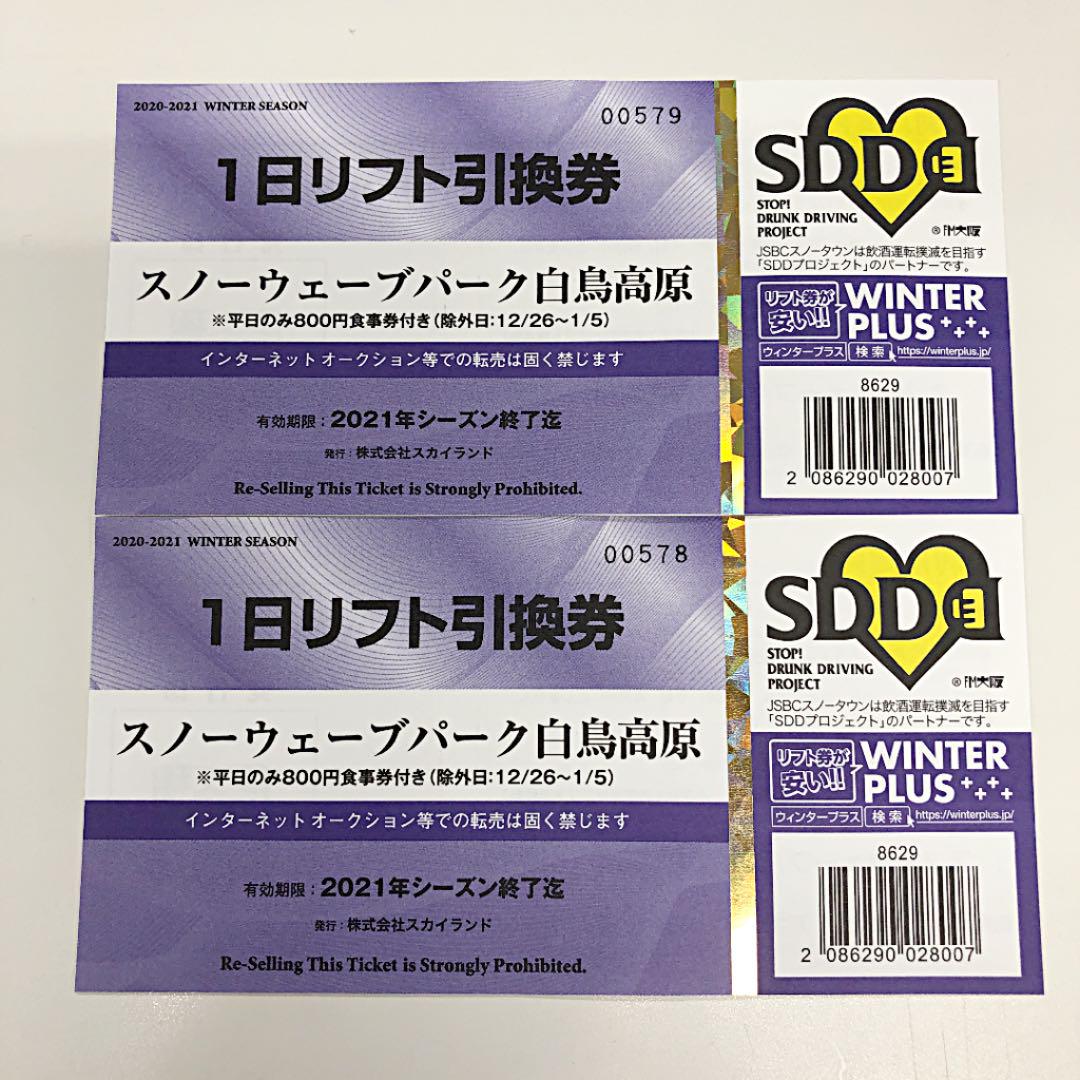 2020-2021 WINTER SEASON
00579
1日リフト引換券
スノーウェーブパーク白鳥高原
※平日のみ800円食事券付き（除外日：12/26～1/5）
インターネットオークション等での転売は固く禁じます
有効期限：2021年シーズン終了迄
発行：株式会社スカイランド
Re-Selling This Ticket is Strongly Prohibited.
SDD
STOP!
DRUNK DRIVING
PROJECT
® FM大阪
JSBCスノータウンは飲酒運転撲滅を目指す
「SDDプロジェクト」のパートナーです。
リフト券が
安い!!
WINTER
PLUS
ウィンタープラス 検索 https://winterplus.jp/
8629
2 086290 028007
2020-2021 WINTER SEASON
00578
1日リフト引換券
スノーウェーブパーク白鳥高原
※平日のみ800円食事券付き（除外日：12/26～1/5）
インターネットオークション等での転売は固く禁じます
有効期限：2021年シーズン終了迄
発行：株式会社スカイランド
Re-Selling This Ticket is Strongly Prohibited.
SDD
STOP!
DRUNK DRIVING
PROJECT
® FM大阪
JSBCスノータウンは飲酒運転撲滅を目指す
「SDDプロジェクト」のパートナーです。
リフト券が
安い!!
WINTER
PLUS
ウィンタープラス 検索 https://winterplus.jp/
8629
2 086290 028007